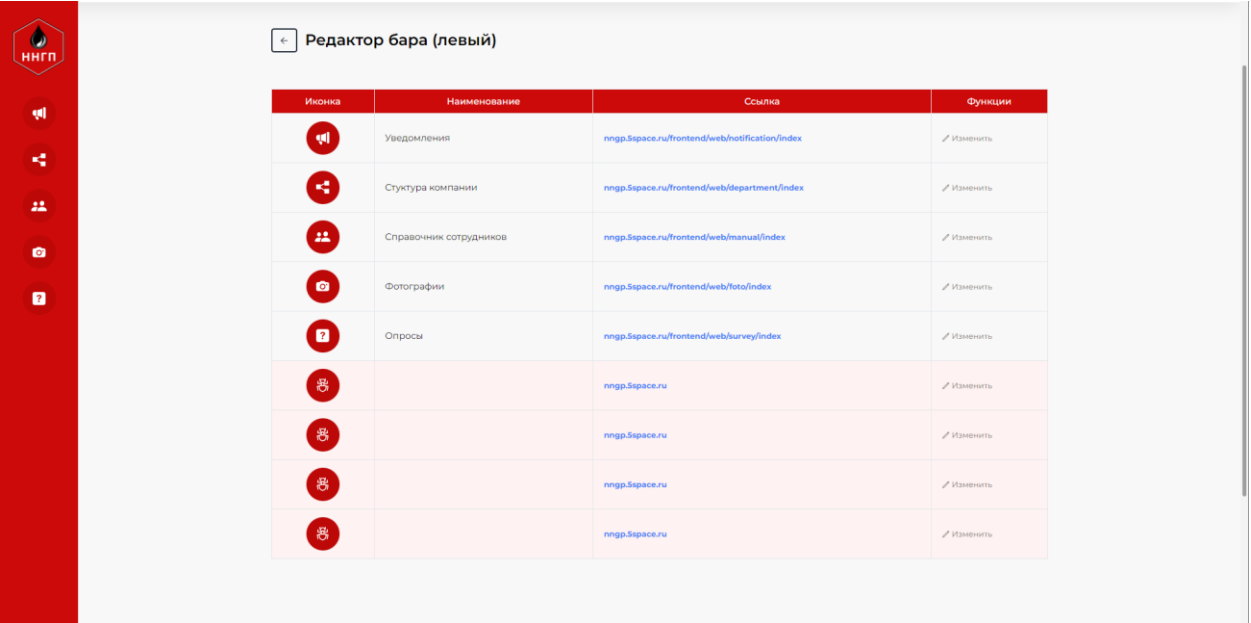 ННГП
Редактор бара (левый)
Иконка Наименование Ссылка Функции
Уведомления nngp.5space.ru/frontend/web/notification/index Изменить
Стуктура компании nngp.5space.ru/frontend/web/department/index Изменить
Справочник сотрудников nngp.5space.ru/frontend/web/manual/index Изменить
Фотографии nngp.5space.ru/frontend/web/foto/index Изменить
Опросы nngp.5space.ru/frontend/web/survey/index Изменить
nngp.5space.ru Изменить
nngp.5space.ru Изменить
nngp.5space.ru Изменить
nngp.5space.ru Изменить